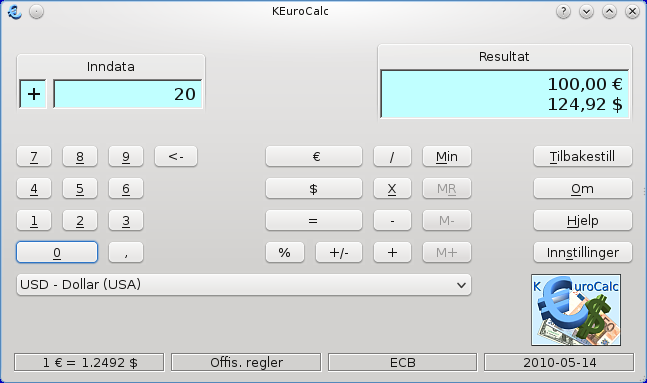 KEuroCalc
Inndata
Resultat
+ 20
100,00 €
124,92 $
7 8 9 <- € / Min Tilbakestill
4 5 6 $ X MR Om
1 2 3 = - M- Hjelp
0 , % +/- + M+ Innstillinger
USD - Dollar (USA)
K EuroCalc
1 € = 1.2492 $ Offis. regler ECB 2010-05-14